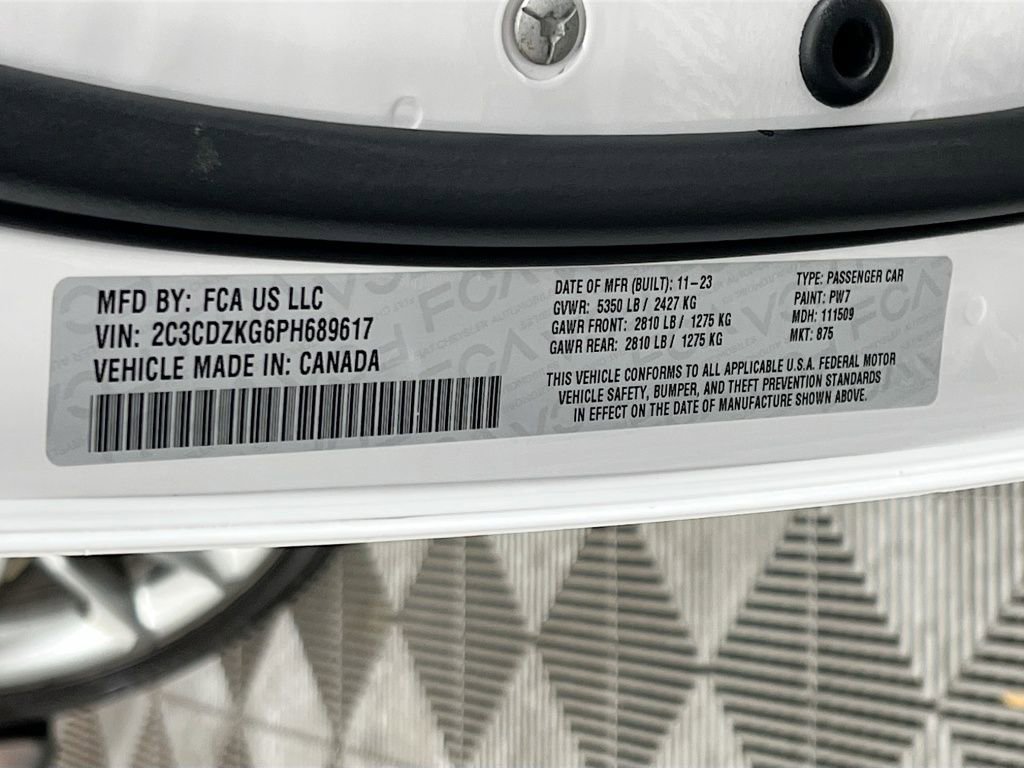 MFD BY: FCA US LLC
VIN: 2C3CDZKG6PH689617
VEHICLE MADE IN: CANADA
DATE OF MFR (BUILT): 11-23
GVWR: 5350 LB / 2427 KG
GAWR FRONT: 2810 LB / 1275 KG
GAWR REAR: 2810 LB / 1275 KG
TYPE: PASSENGER CAR
PAINT: PW7
MDH: 111509
MKT: 875
THIS VEHICLE CONFORMS TO ALL APPLICABLE U.S.A. FEDERAL MOTOR
VEHICLE SAFETY, BUMPER, AND THEFT PREVENTION STANDARDS
IN EFFECT ON THE DATE OF MANUFACTURE SHOWN ABOVE.